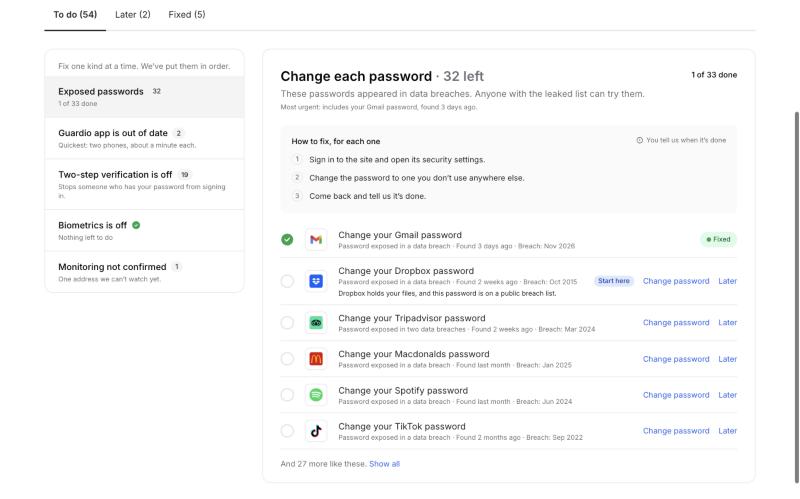 To do (54)
Later (2)
Fixed (5)
Fix one kind at a time. We've put them in order.
Exposed passwords 32
1 of 33 done
Guardio app is out of date 2
Quickest: two phones, about a minute each.
Two-step verification is off 19
Stops someone who has your password from signing
in.
Biometrics is off
Nothing left to do
Monitoring not confirmed 1
One address we can't watch yet.
Change each password · 32 left
1 of 33 done
These passwords appeared in data breaches. Anyone with the leaked list can try them.
Most urgent: includes your Gmail password, found 3 days ago.
How to fix, for each one
You tell us when it's done
1 Sign in to the site and open its security settings.
2 Change the password to one you don't use anywhere else.
3 Come back and tell us it's done.
Change your Gmail password
Password exposed in a data breach · Found 3 days ago · Breach: Nov 2026
Fixed
Change your Dropbox password
Password exposed in a data breach · Found 2 weeks ago · Breach: Oct 2015
Dropbox holds your files, and this password is on a public breach list.
Start here Change password Later
Change your Tripadvisor password
Password exposed in two data breaches · Found 2 weeks ago · Breach: Mar 2024
Change password Later
Change your Macdonalds password
Password exposed in a data breach · Found last month · Breach: Jan 2025
Change password Later
Change your Spotify password
Password exposed in a data breach · Found last month · Breach: Jun 2024
Change password Later
Change your TikTok password
Password exposed in a data breach · Found 2 months ago · Breach: Sep 2022
Change password Later
And 27 more like these. Show all